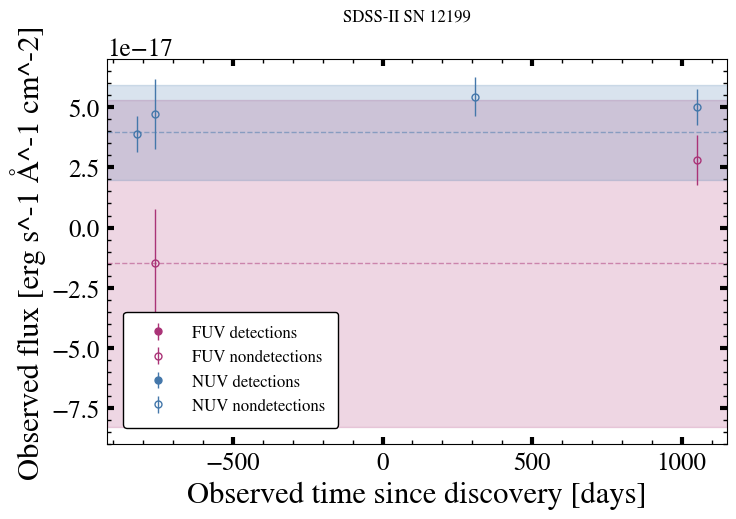 SDSS-II SN 12199
1e−17
5.0
2.5
0.0
−2.5
−5.0
−7.5
Observed flux [erg s^-1 Å^-1 cm^-2]
FUV detections
FUV nondetections
NUV detections
NUV nondetections
−500 0 500 1000
Observed time since discovery [days]